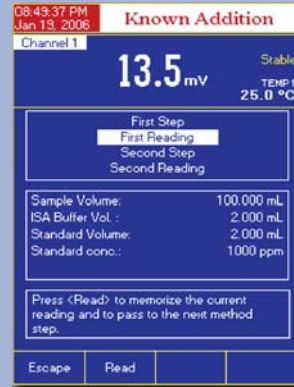 08:49:37 PM
Jan 19, 2006
Known Addition
Channel 1
13.5 mV
Stable
TEMP 1
25.0 °C
First Step
First Reading
Second Step
Second Reading
Sample Volume: 100.000 mL
ISA Buffer Vol. : 2.000 mL
Standard Volume: 2.000 mL
Standard conc.: 1000 ppm
Press <Read> to memorize the current
reading and to pass to the next method
step.
Escape Read